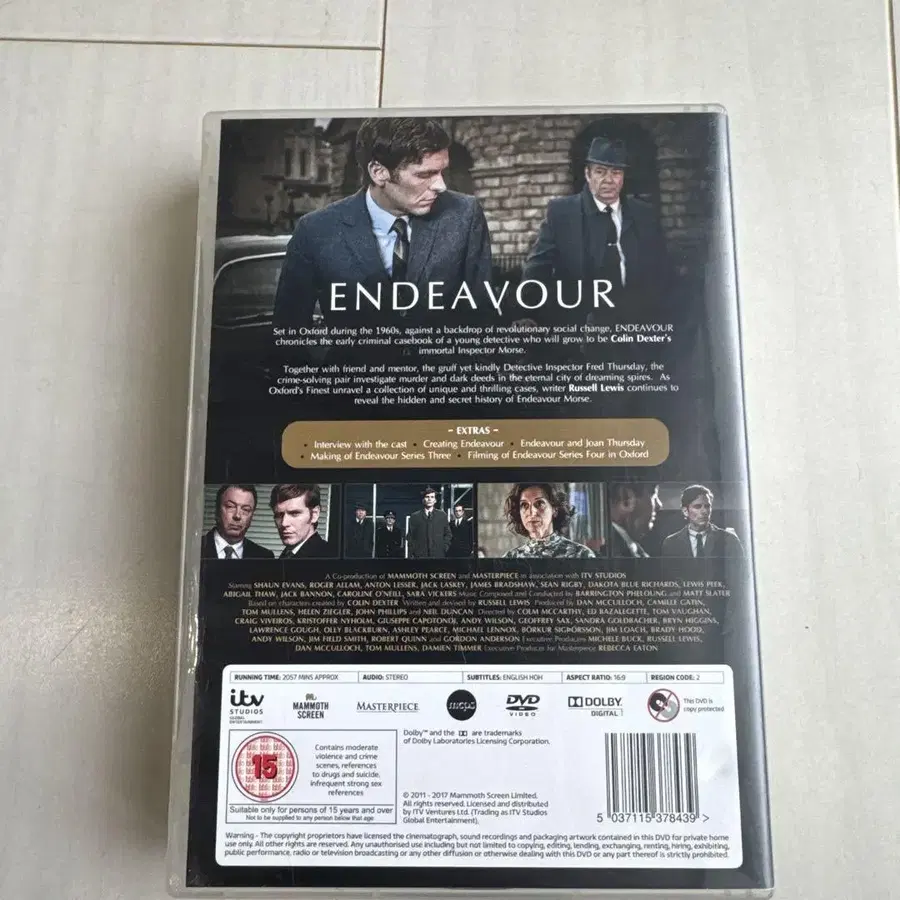 ENDEAVOUR
Set in Oxford during the 1960s, against a backdrop of revolutionary social change, ENDEAVOUR
chronicles the early criminal casebook of a young detective who will grow to be Colin Dexter's
immortal Inspector Morse.
Together with friend and mentor, the gruff yet kindly Detective Inspector Fred Thursday, the
crime-solving pair investigate murder and dark deeds in the eternal city of dreaming spires. As
Oxford's Finest unravel a collection of unique and thrilling cases, writer Russell Lewis continues to
reveal the hidden and secret history of Endeavour Morse.
- EXTRAS -
• Interview with the cast • Creating Endeavour • Endeavour and Joan Thursday
• Making of Endeavour Series Three • Filming of Endeavour Series Four in Oxford
A Co-production of MAMMOTH SCREEN and MASTERPIECE in association with ITV STUDIOS
Starring SHAUN EVANS, ROGER ALLAM, ANTON LESSER, JACK LASKEY, JAMES BRADSHAW, SEAN RIGBY, DAKOTA BLUE RICHARDS, LEWIS PEEK,
ABIGAIL THAW, JACK BANNON, CAROLINE O'NEILL, SARA VICKERS Music Composed and Conducted by BARRINGTON PHELOUNG and MATT SLATER
Based on characters created by COLIN DEXTER Written and devised by RUSSELL LEWIS Produced by DAN MCCULLOCH, CAMILLE GATIN,
TOM MULLENS, HELEN ZIEGLER, JOHN PHILLIPS and NEIL DUNCAN Directed by COLM MCCARTHY, ED BAZALGETTE, TOM VAUGHAN,
CRAIG VIVEIROS, KRISTOFFER NYHOLM, GIUSEPPE CAPOTONDI, ANDY WILSON, GEOFFREY SAX, SANDRA GOLDBACHER, BRYN HIGGINS,
LAWRENCE GOUGH, OLLY BLACKBURN, ASHLEY PEARCE, MICHAEL LENNOX, BÖRKUR SIGÞÓRSSON, JIM LOACH, BRADY HOOD,
ANDY WILSON, JIM FIELD SMITH, ROBERT QUINN and GORDON ANDERSON Executive Producers MICHELE BUCK, RUSSELL LEWIS,
DAN MCCULLOCH, TOM MULLENS, DAMIEN TIMMER Executive Producer for Masterpiece REBECCA EATON
RUNNING TIME: 2057 MINS APPROX AUDIO: STEREO SUBTITLES: ENGLISH HOH ASPECT RATIO: 16:9 REGION CODE: 2
itv
STUDIOS
GLOBAL
ENTERTAINMENT
MAMMOTH
SCREEN
MASTERPIECE
mcps
DVD
VIDEO
DOLBY
DIGITAL
This DVD is
copy protected
15
Contains moderate
violence and crime
scenes, references
to drugs and suicide,
infrequent strong sex
references
Suitable only for persons of 15 years and over
Not to be supplied to any person below that age
Dolby™ and the DD are trademarks
of Dolby Laboratories Licensing Corporation.
© 2011 - 2017 Mammoth Screen Limited.
All rights reserved. Licensed and distributed
by ITV Ventures Ltd. (Trading as ITV Studios
Global Entertainment).
5 037115 378439 >
Warning - The copyright proprietors have licensed the cinematograph, sound recordings and packaging artwork contained in this DVD for private home
use only. All other rights reserved. Any unauthorised use including but not limited to copying, editing, lending, exchanging, renting, hiring, exhibiting,
public performance, radio or television broadcasting or any other diffusion or otherwise dealing with this DVD or any part thereof is strictly prohibited.